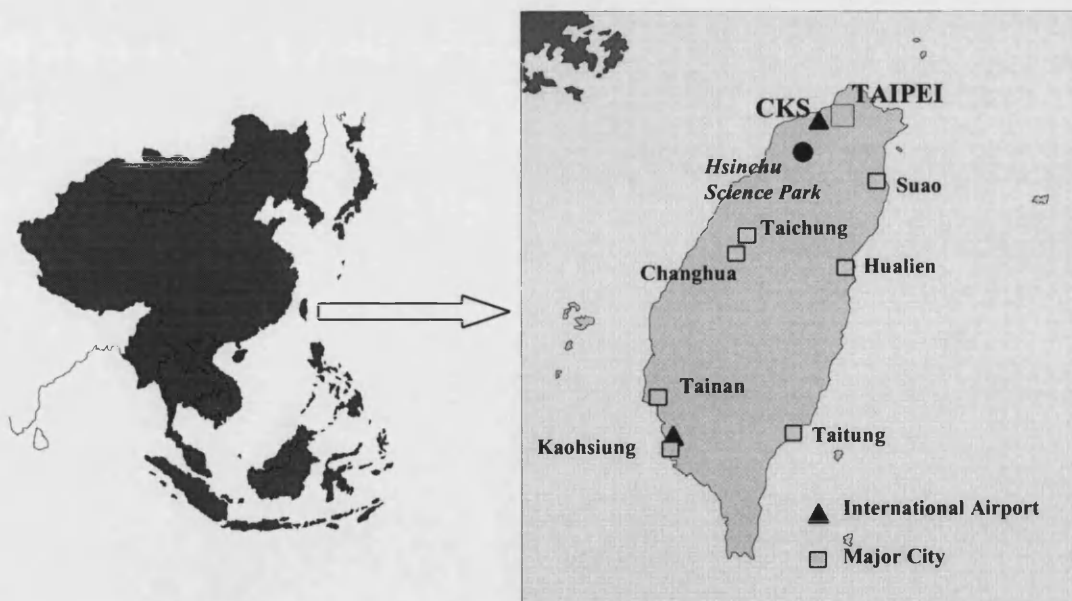 TAIPEI
CKS
Hsinchu
Science Park
Suao
Taichung
Changhua
Hualien
Tainan
Kaohsiung
Taitung
International Airport
Major City